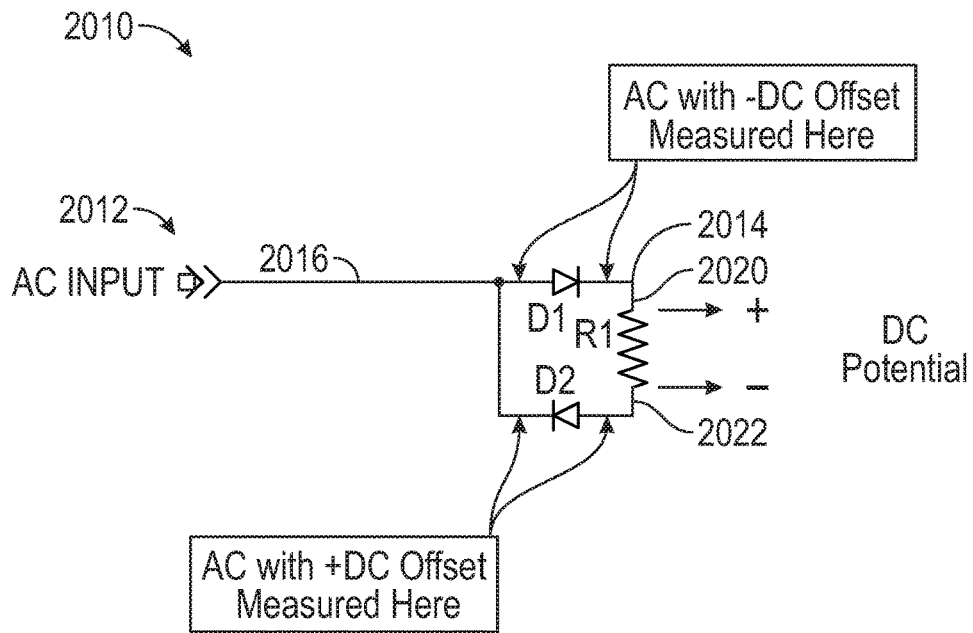 2010
AC with -DC Offset
Measured Here
2012
2014
AC INPUT
2016
2020
D1
R1
+
DC
Potential
D2
−
2022
AC with +DC Offset
Measured Here